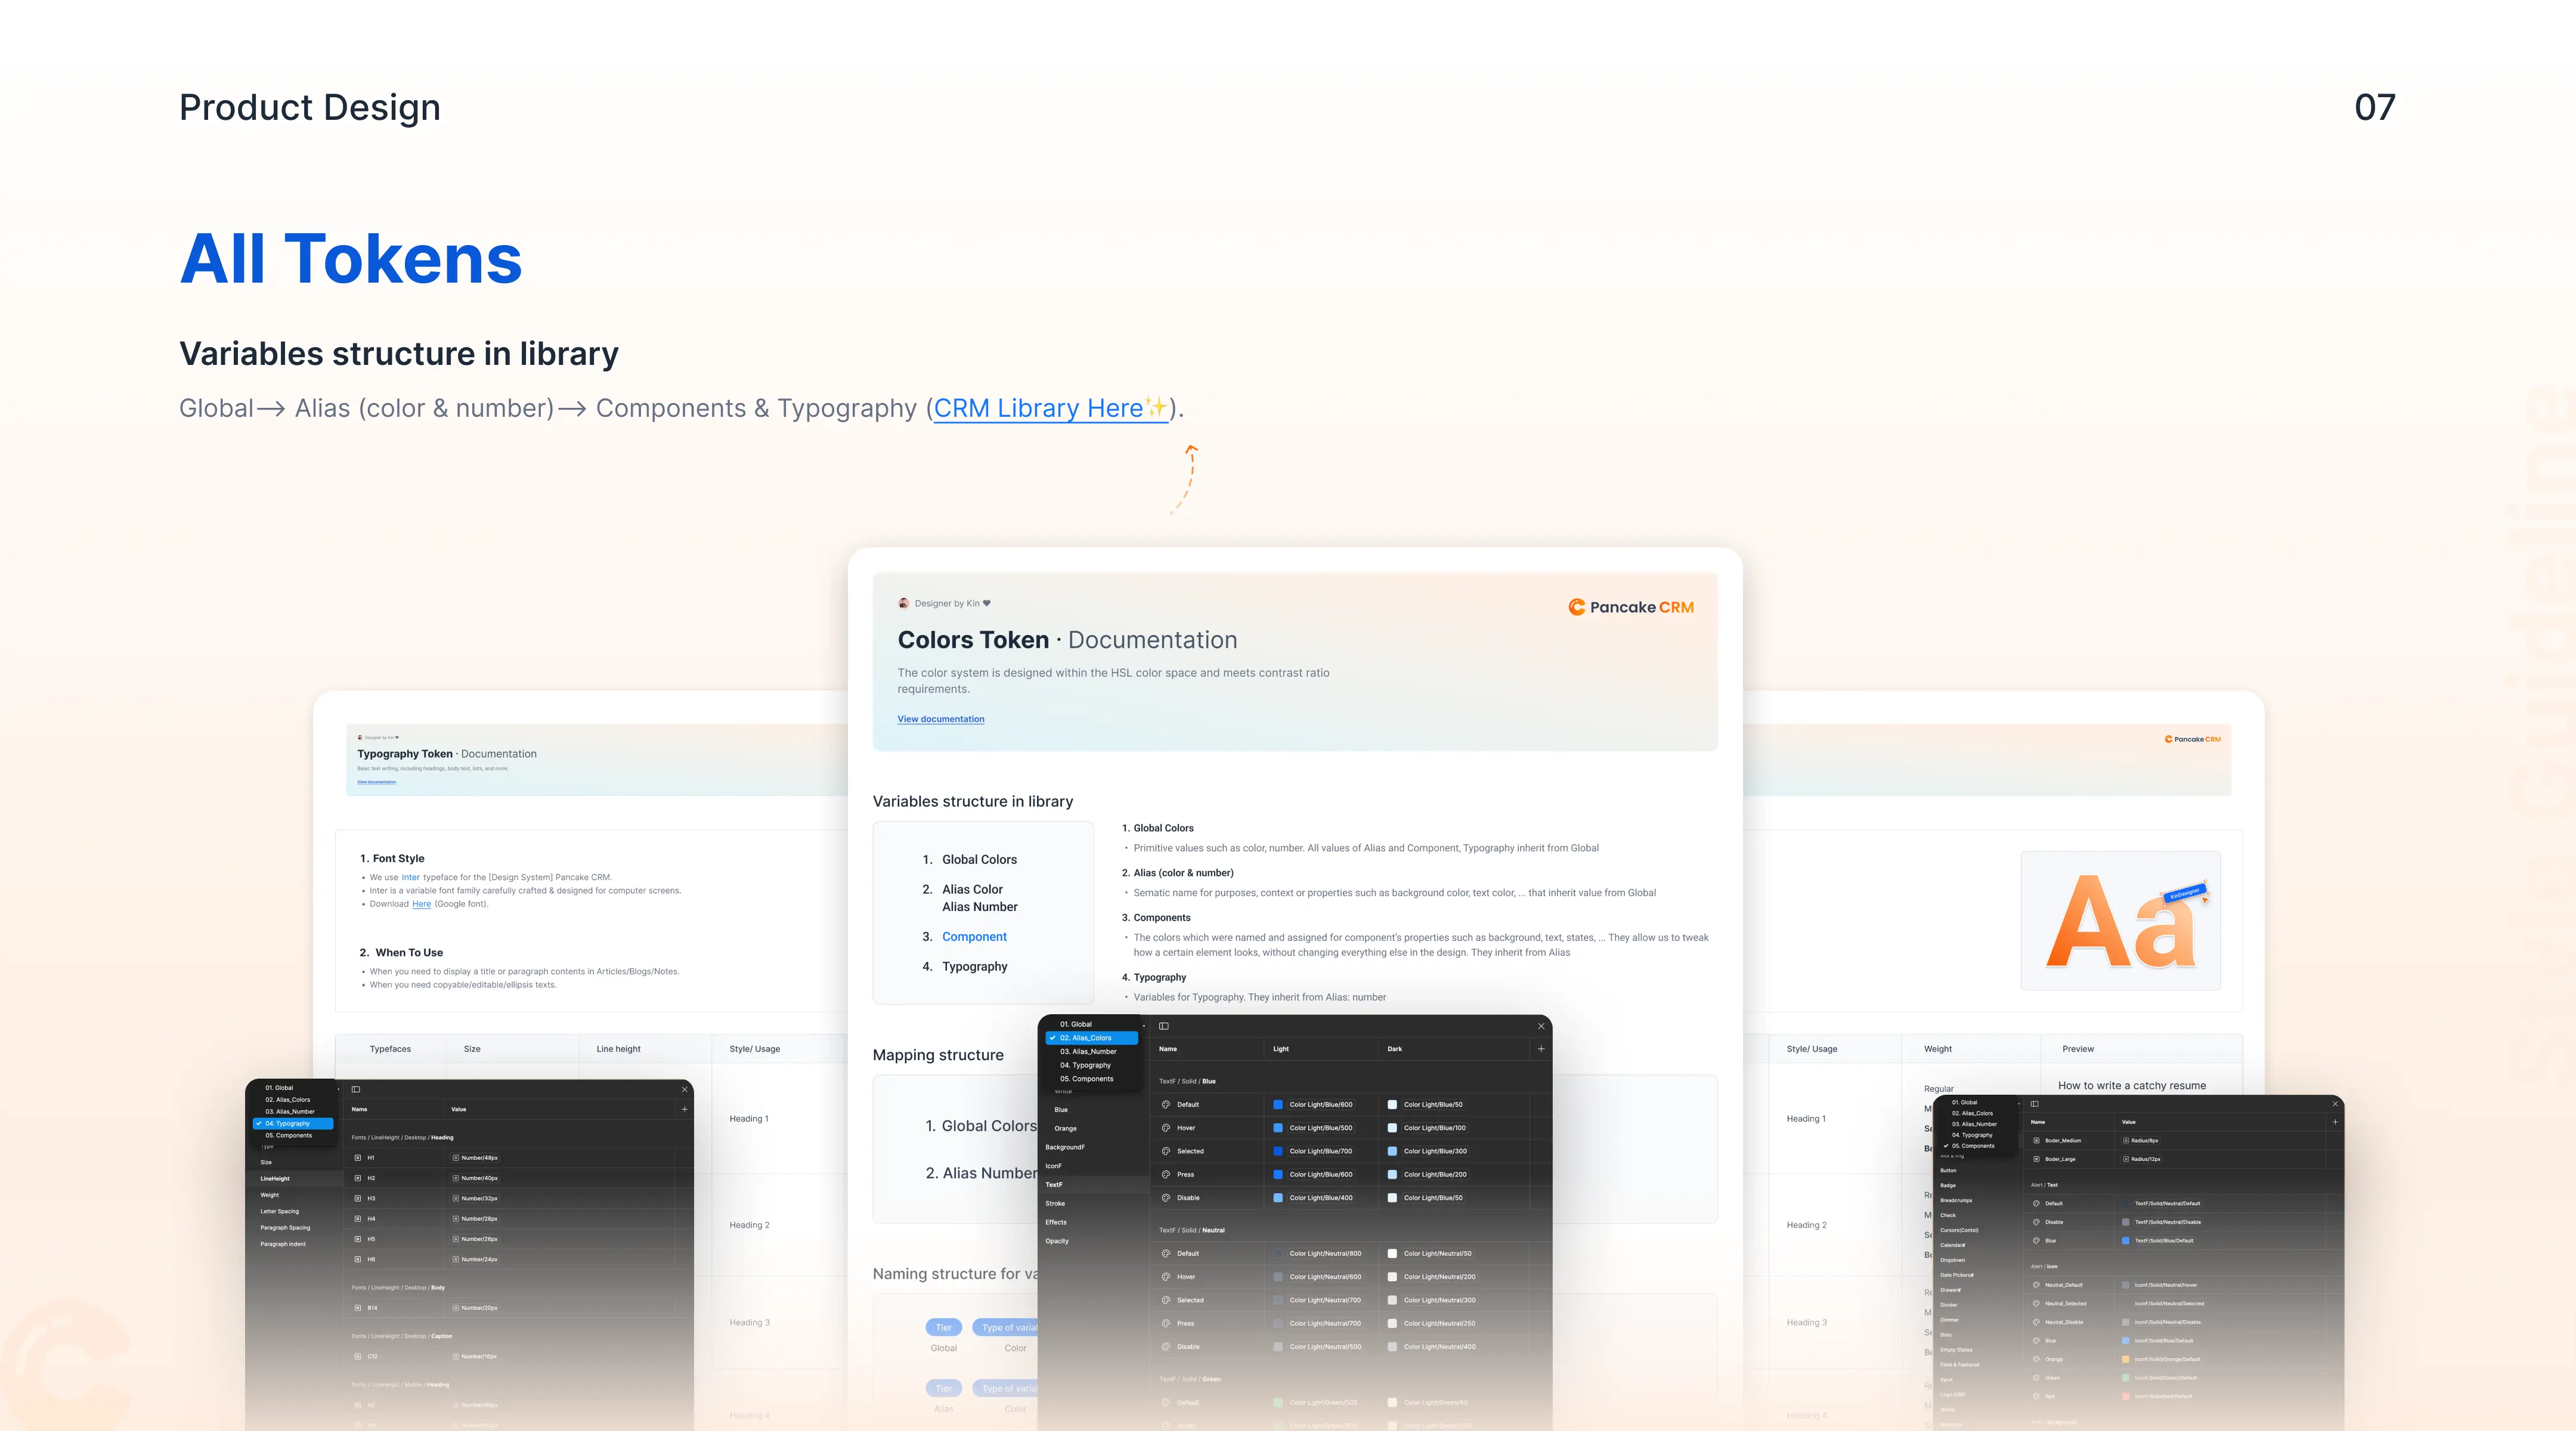 Product Design
07
All Tokens
Variables structure in library
Global⟶ Alias (color & number)⟶ Components & Typography (CRM Library Here✨).
Guideline
Designer by Kin ♥
Pancake CRM
Colors Token · Documentation
The color system is designed within the HSL color space and meets contrast ratio
requirements.
View documentation
Variables structure in library
1. Global Colors
2. Alias Color
Alias Number
3. Component
4. Typography
1. Global Colors
• Primitive values such as color, number. All values of Alias and Component, Typography inherit from Global
2. Alias (color & number)
• Sematic name for purposes, context or properties such as background color, text color, ... that inherit value from Global
3. Components
• The colors which were named and assigned for component's properties such as background, text, states, ... They allow us to tweak
how a certain element looks, without changing everything else in the design. They inherit from Alias
4. Typography
• Variables for Typography. They inherit from Alias: number
Mapping structure
1. Global Colors
2. Alias Number
Naming structure for va
Tier
Type of varia
Global
Color
Tier
Type of varia
Alias
Color
Designer by Kin ♥
Typography Token · Documentation
Basic text writing, including headings, body text, lists, and more.
View documentation
1. Font Style
• We use Inter typeface for the [Design System] Pancake CRM.
• Inter is a variable font family carefully crafted & designed for computer screens.
• Download Here (Google font).
2. When To Use
• When you need to display a title or paragraph contents in Articles/Blogs/Notes.
• When you need copyable/editable/ellipsis texts.
Typefaces
Size
Line height
Style/ Usage
Heading 1
Heading 2
Heading 3
Heading 4
01. Global
02. Alias_Colors
03. Alias_Number
04. Typography
05. Components
Type
Size
LineHeight
Weight
Letter Spacing
Paragraph Spacing
Paragraph indent
Name
Value
Fonts / LineHeight / Desktop / Heading
H1
Number/48px
H2
Number/40px
H3
Number/32px
H4
Number/28px
H5
Number/26px
H6
Number/24px
Fonts / LineHeight / Desktop / Body
B14
Number/20px
Fonts / LineHeight / Desktop / Caption
C12
Number/16px
Fonts / LineHeight / Mobile / Heading
01. Global
02. Alias_Colors
03. Alias_Number
04. Typography
05. Components
White
Blue
Orange
BackgroundF
IconF
TextF
Stroke
Effects
Opacity
Name
Light
Dark
TextF / Solid / Blue
Default
Color Light/Blue/600
Color Light/Blue/50
Hover
Color Light/Blue/500
Color Light/Blue/100
Selected
Color Light/Blue/700
Color Light/Blue/300
Press
Color Light/Blue/600
Color Light/Blue/200
Disable
Color Light/Blue/400
Color Light/Blue/50
TextF / Solid / Neutral
Default
Color Light/Neutral/800
Color Light/Neutral/50
Hover
Color Light/Neutral/600
Color Light/Neutral/200
Selected
Color Light/Neutral/700
Color Light/Neutral/300
Press
Color Light/Neutral/700
Color Light/Neutral/250
Disable
Color Light/Neutral/500
Color Light/Neutral/400
TextF / Solid / Green
Default
Color Light/Green/500
Color Light/Green/50
Pancake CRM
Aa
KinDesigner
Style/ Usage
Weight
Preview
Heading 1
Regular
How to write a catchy resume
Heading 2
Heading 3
Heading 4
01. Global
02. Alias_Colors
03. Alias_Number
04. Typography
05. Components
Button
Badge
Breadcrumps
Check
Cursors(Contol)
Calendar#
Dropdown
Date Pickers#
Drawer#
Divider
Dimmer
Dots
Empty States
Field & Featured
Logo CRM
Name
Value
Boder_Medium
Radius/8px
Boder_Large
Radius/12px
Alert / Text
Default
TextF/Solid/Neutral/Default
Disable
TextF/Solid/Neutral/Disable
Blue
TextF/Solid/Blue/Default
Alert / Icon
Neutral_Default
IconF/Solid/Neutral/Hover
Neutral_Selected
IconF/Solid/Neutral/Selected
Neutral_Disable
IconF/Solid/Neutral/Disable
Blue
IconF/Solid/Blue/Default
Orange
IconF/Solid/Orange/Default
Green
IconF/Solid/Green/Default
Red
IconF/Solid/Red/Default